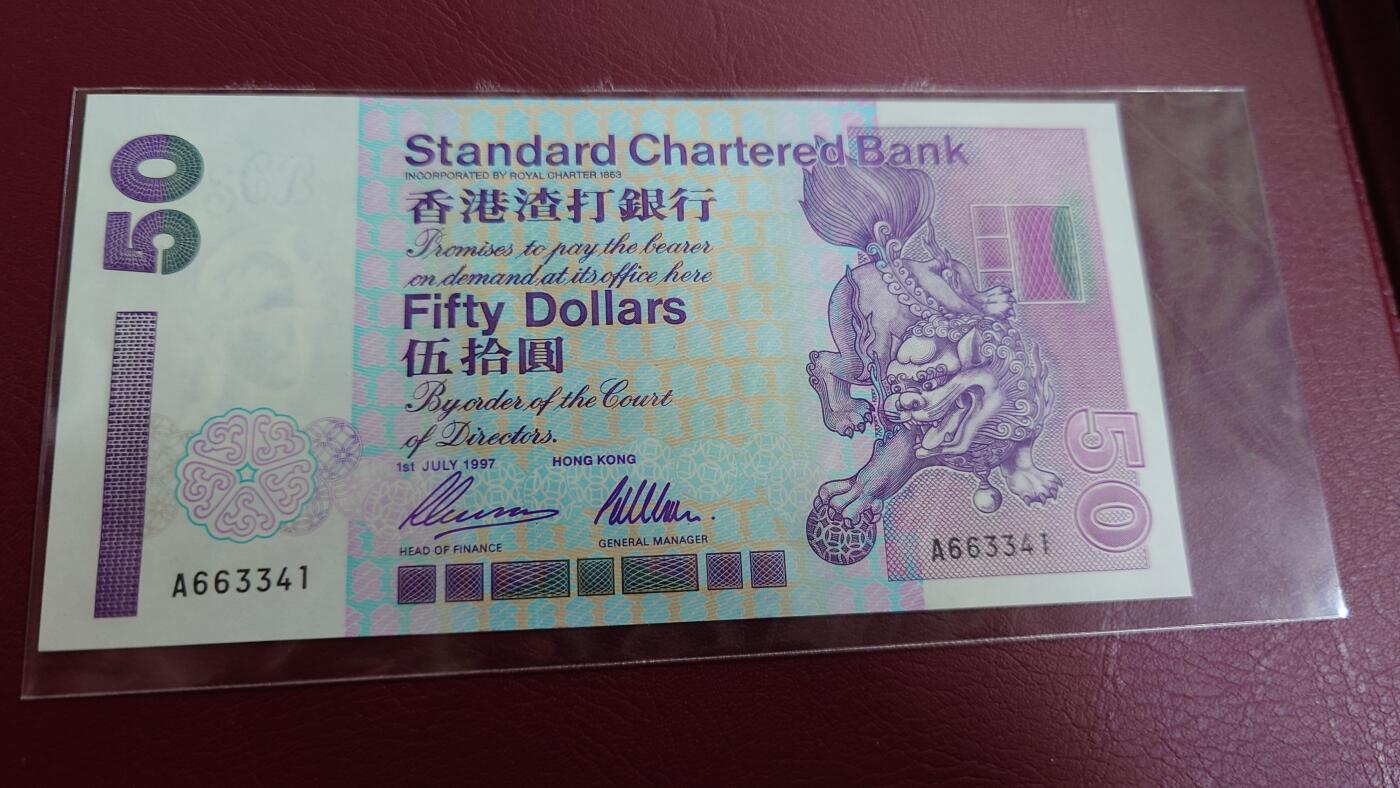 50
Standard Chartered Bank
INCORPORATED BY ROYAL CHARTER 1853
香港渣打銀行
Promises to pay the bearer
on demand at its office here
Fifty Dollars
伍拾圓
By order of the Court
of Directors.
1st JULY 1997 HONG KONG
HEAD OF FINANCE GENERAL MANAGER
A663341
A663341
50